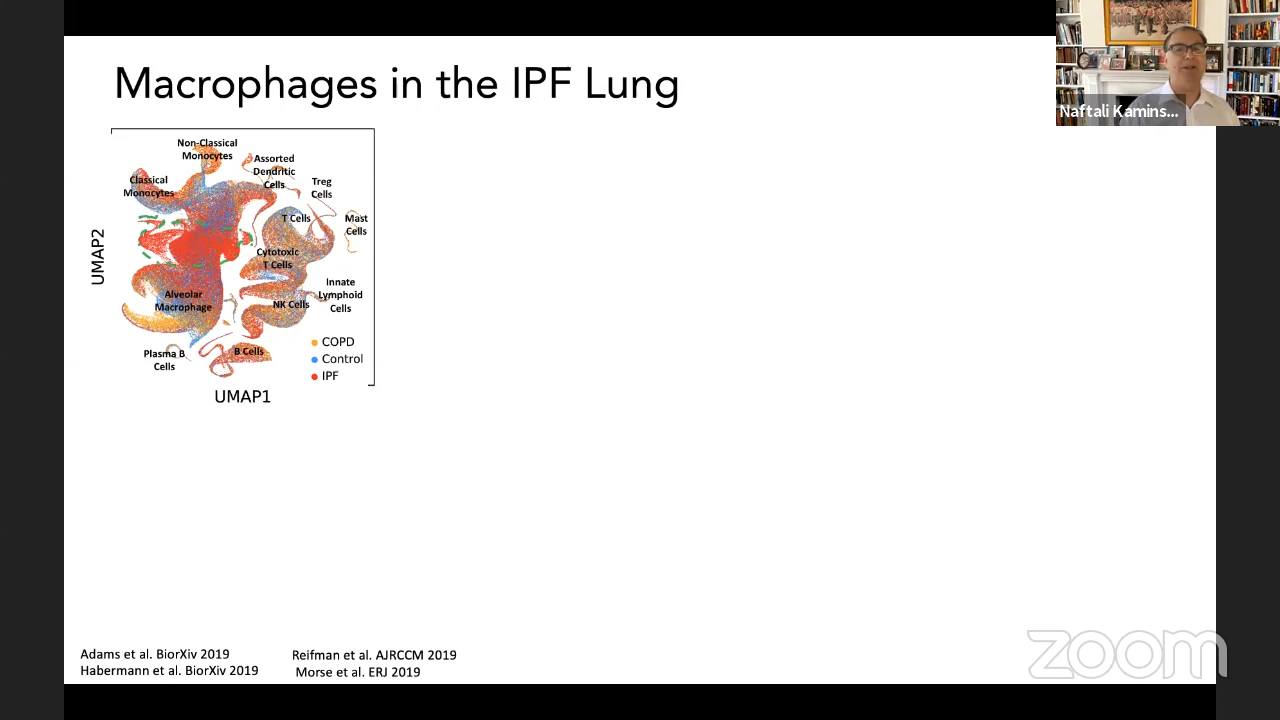 Macrophages in the IPF Lung
Naftali Kamins...
Non-Classical
Monocytes
Assorted
Dendritic
Cells
Classical
Monocytes
Treg
Cells
T Cells
Mast
Cells
Cytotoxic
T Cells
UMAP2
Innate
Lymphoid
Cells
Alveolar
Macrophage
NK Cells
Plasma B
Cells
B Cells
COPD
Control
IPF
UMAP1
Adams et al. BiorXiv 2019
Habermann et al. BiorXiv 2019
Reifman et al. AJRCCM 2019
Morse et al. ERJ 2019
zoom